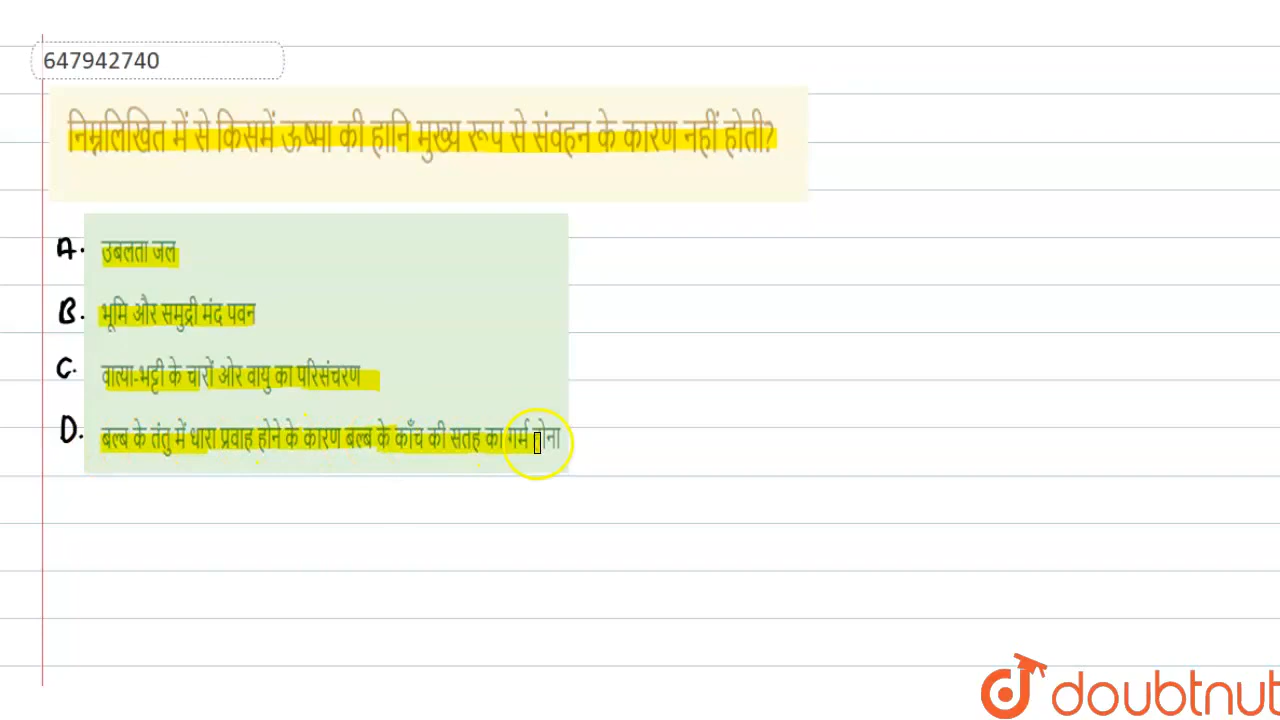 647942740
निम्नलिखित में से किसमें ऊष्मा की हानि मुख्य रूप से संवहन के कारण नहीं होती?
A. उबलता जल
B. भूमि और समुद्री मंद पवन
C. वात्या-भट्टी के चारों ओर वायु का परिसंचरण
D. बल्ब के तंतु में धारा प्रवाह होने के कारण बल्ब के काँच की सतह का गर्म होना
doubtnut